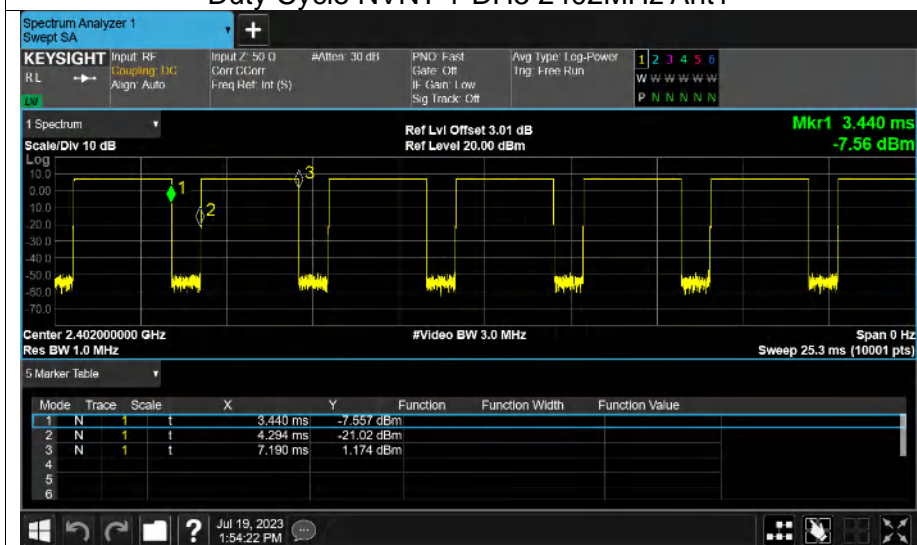 Duty Cycle NVNT 1-DH5 2402MHz Ant1
Spectrum Analyzer 1
Swept SA
+
KEYSIGHT
RL
Input: RF
Coupling: DC
Align: Auto
Input Z: 50 Ω
Corr CCorr
Freq Ref: Int (S)
#Atten: 30 dB
PNO: Fast
Gate: Off
IF Gain: Low
Sig Track: Off
Avg Type: Log-Power
Trig: Free Run
1 2 3 4 5 6
W W W W W W
P N N N N N
1 Spectrum
Scale/Div 10 dB
Ref Lvl Offset 3.01 dB
Ref Level 20.00 dBm
Mkr1 3.440 ms
-7.56 dBm
Log
10.0
0.00
-10.0
-20.0
-30.0
-40.0
-50.0
-60.0
-70.0
1
2
3
Center 2.402000000 GHz
Res BW 1.0 MHz
#Video BW 3.0 MHz
Span 0 Hz
Sweep 25.3 ms (10001 pts)
5 Marker Table
Mode Trace Scale X Y Function Function Width Function Value
1 N 1 t 3.440 ms -7.557 dBm
2 N 1 t 4.294 ms -21.02 dBm
3 N 1 t 7.190 ms 1.174 dBm
4
5
6
?
Jul 19, 2023
1:54:22 PM